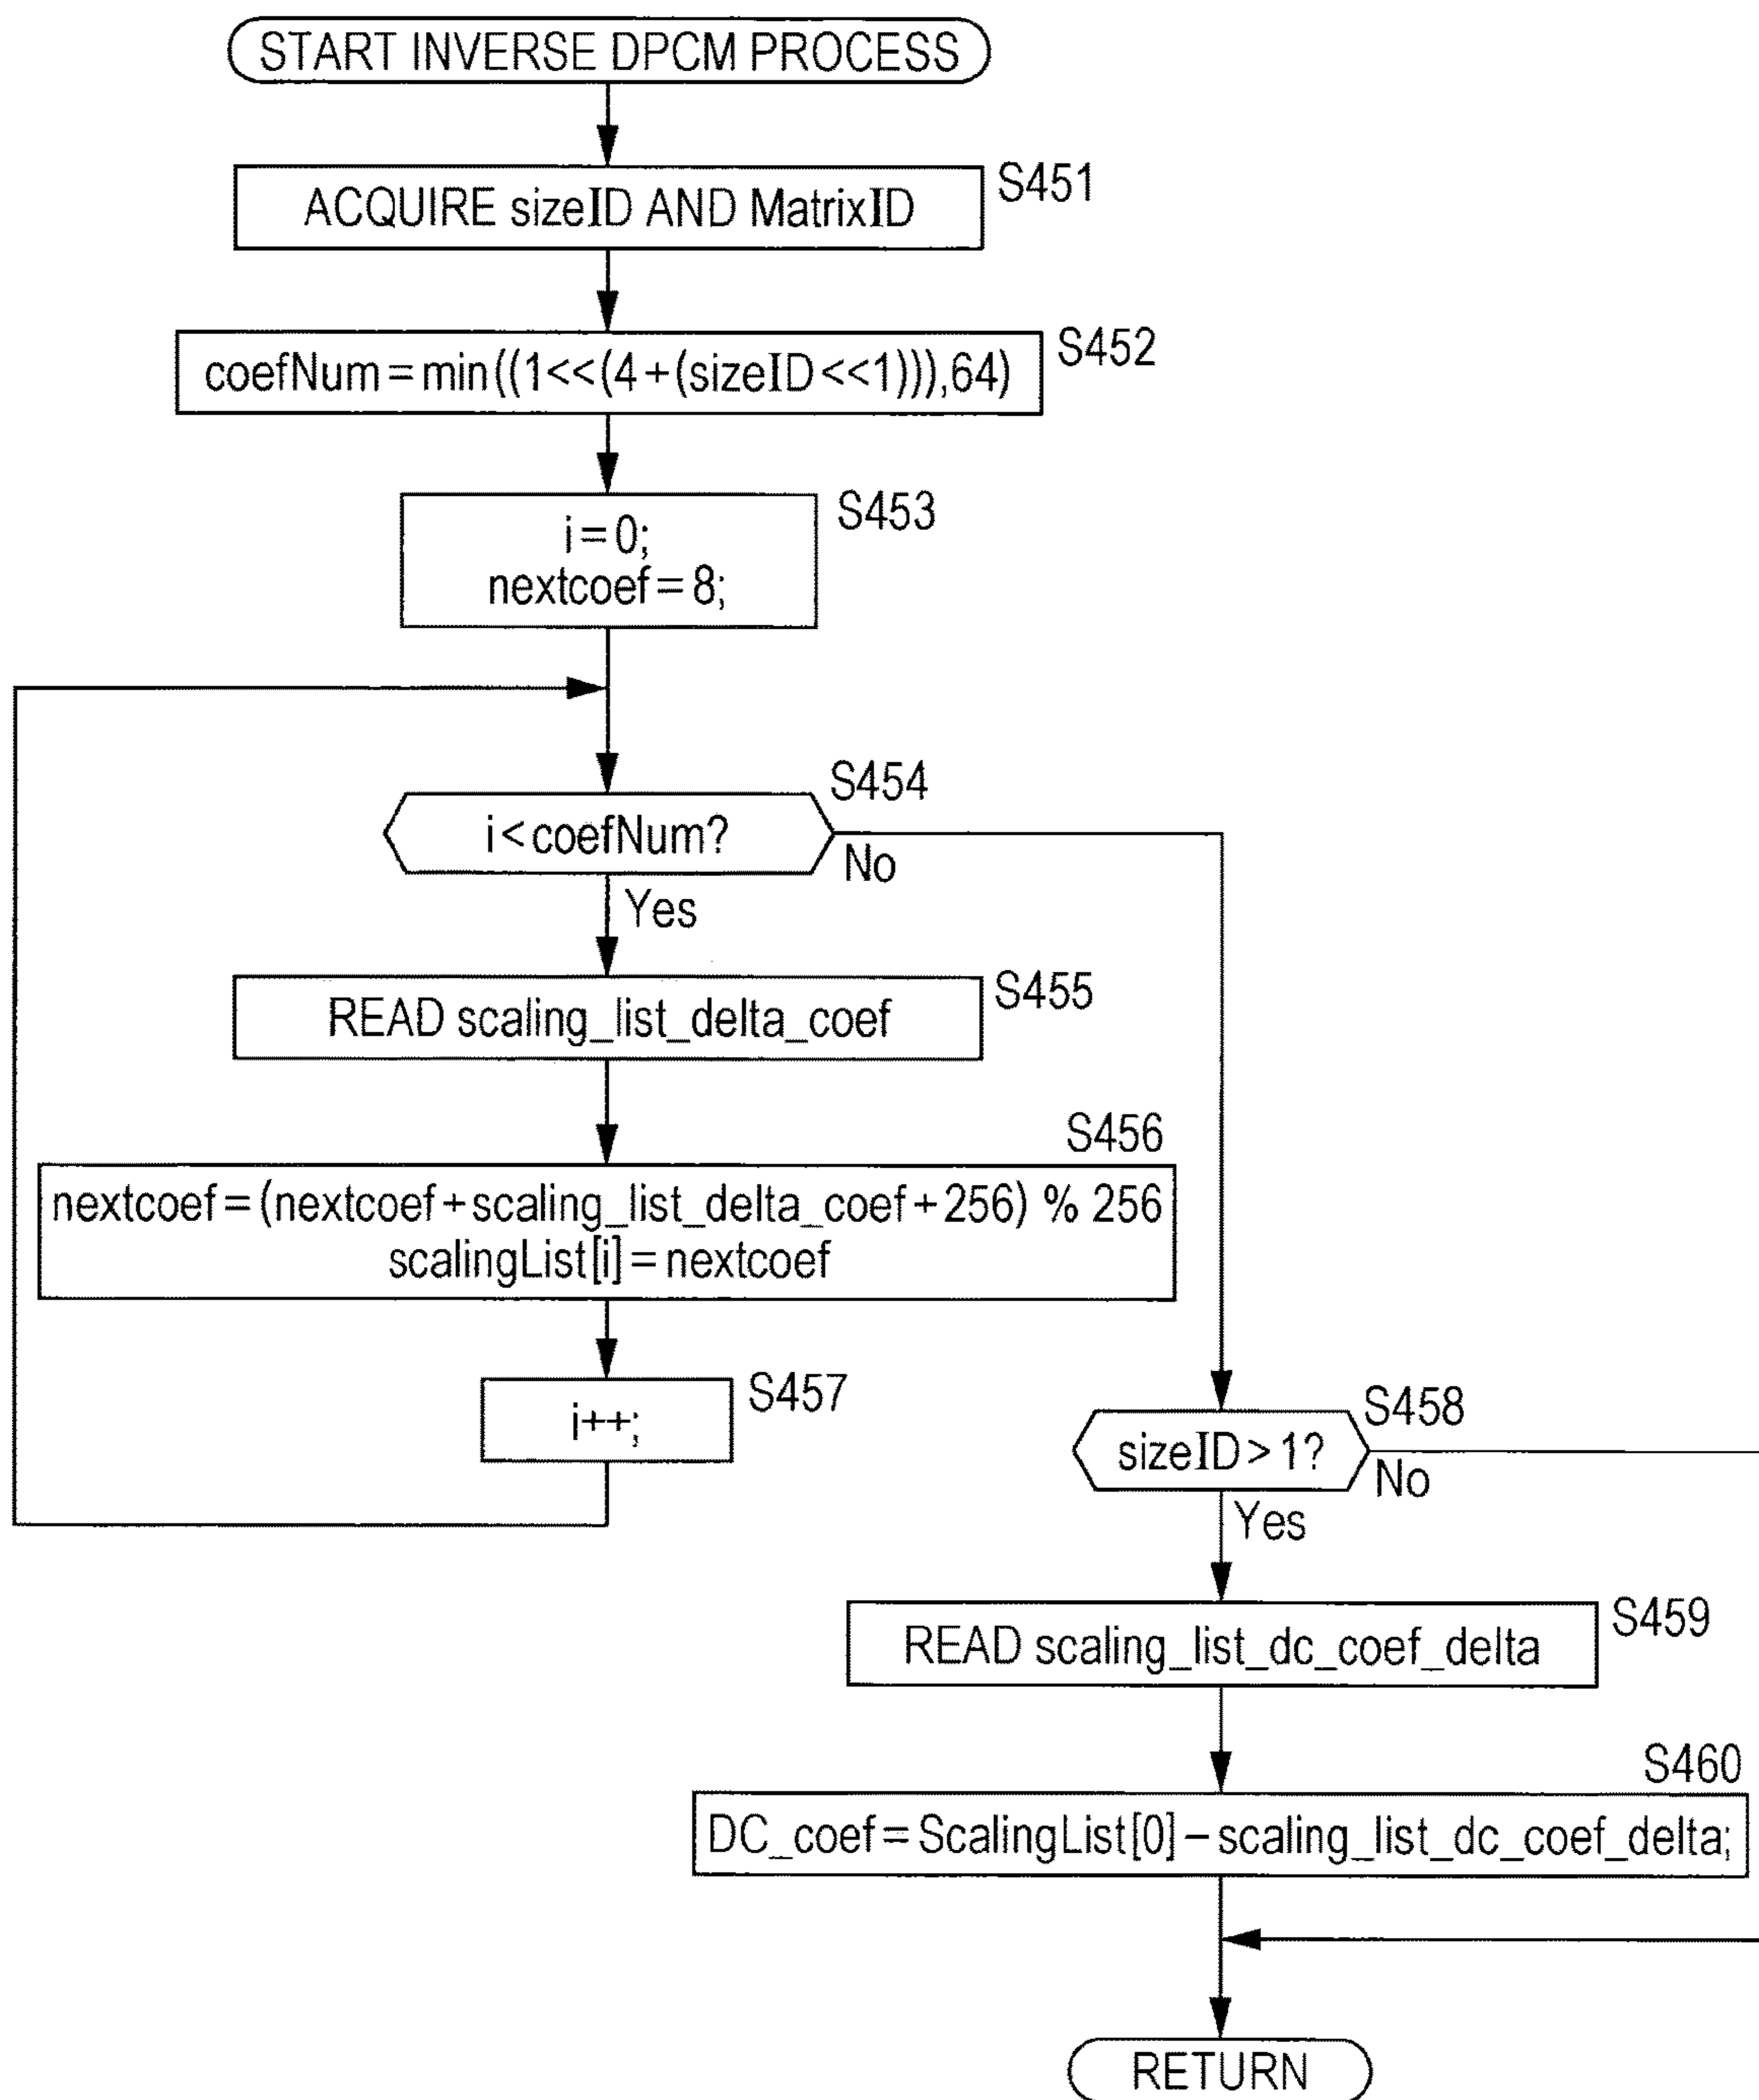 START INVERSE DPCM PROCESS
S451
ACQUIRE sizeID AND MatrixID
S452
coefNum=min((1<<(4+(sizeID<<1))),64)
S453
i=0;
nextcoef=8;
S454
i<coefNum?
No
Yes
S455
READ scaling_list_delta_coef
S456
nextcoef=(nextcoef+scaling_list_delta_coef+256) % 256
scalingList[i]=nextcoef
S457
i++;
S458
sizeID>1?
No
Yes
S459
READ scaling_list_dc_coef_delta
S460
DC_coef=ScalingList[0]-scaling_list_dc_coef_delta;
RETURN